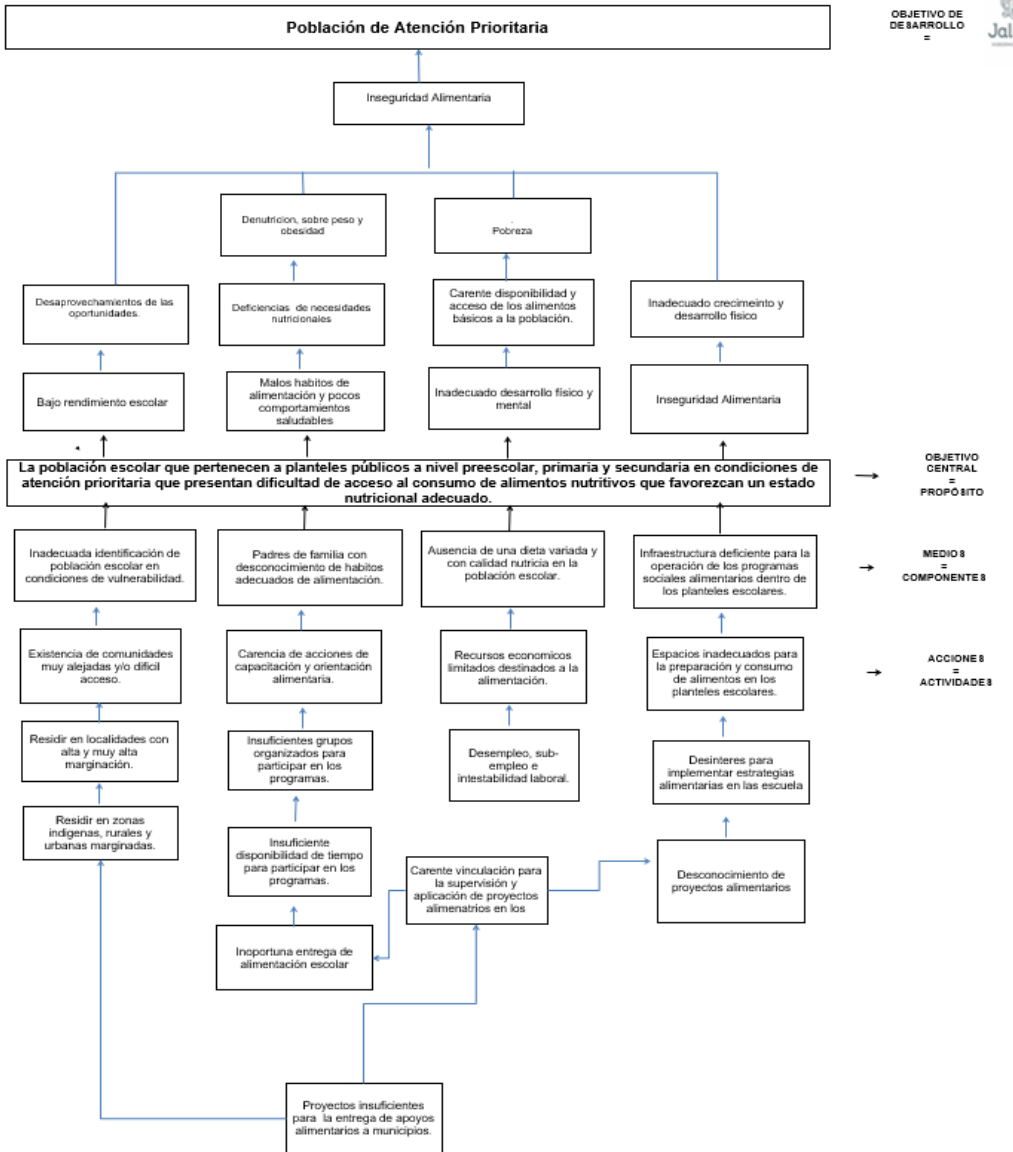 Población de Atención Prioritaria
OBJETIVO DE
DESARROLLO
=
Inseguridad Alimentaria
Denutricion, sobre peso y
obesidad
.
Pobreza
Desaprovechamientos de las
oportunidades.
Deficiencias de necesidades
nutricionales
Carente disponibilidad y
acceso de los alimentos
básicos a la población.
Inadecuado crecimeinto y
desarrollo fisico
Bajo rendimiento escolar
Malos habitos de
alimentación y pocos
comportamientos
saludables
Inadecuado desarrollo físico y
mental
Inseguridad Alimentaria
La población escolar que pertenecen a planteles públicos a nivel preescolar, primaria y secundaria en condiciones de
atención prioritaria que presentan dificultad de acceso al consumo de alimentos nutritivos que favorezcan un estado
nutricional adecuado.
OBJETIVO
CENTRAL
=
PROPÓSITO
Inadecuada identificación de
población escolar en
condiciones de vulnerabilidad.
Padres de familia con
desconocimiento de habitos
adecuados de alimentación.
Ausencia de una dieta variada y
con calidad nutricia en la
población escolar.
Infraestructura deficiente para la
operación de los programas
sociales alimentarios dentro de
los planteles escolares.
MEDIOS
=
COMPONENTES
Existencia de comunidades
muy alejadas y/o dificil
acceso.
Carencia de acciones de
capacitación y orientación
alimentaria.
Recursos economicos
limitados destinados a la
alimentación.
Espacios inadecuados para
la preparación y consumo
de alimentos en los
planteles escolares.
ACCIONES
=
ACTIVIDADES
Residir en localidades con
alta y muy alta
marginación.
Insuficientes grupos
organizados para
participar en los
programas.
Desempleo, sub-
empleo e
intestabilidad laboral.
Desinteres para
implementar estrategias
alimentarias en las escuela
Residir en zonas
indigenas, rurales y
urbanas marginadas.
Insuficiente
disponibilidad de tiempo
para participar en los
programas.
Carente vinculación para
la supervisión y
aplicación de proyectos
alimenatrios en los
Desconocimiento de
proyectos alimentarios
Inoportuna entrega de
alimentación escolar
Proyectos insuficientes
para la entrega de apoyos
alimentarios a municipios.